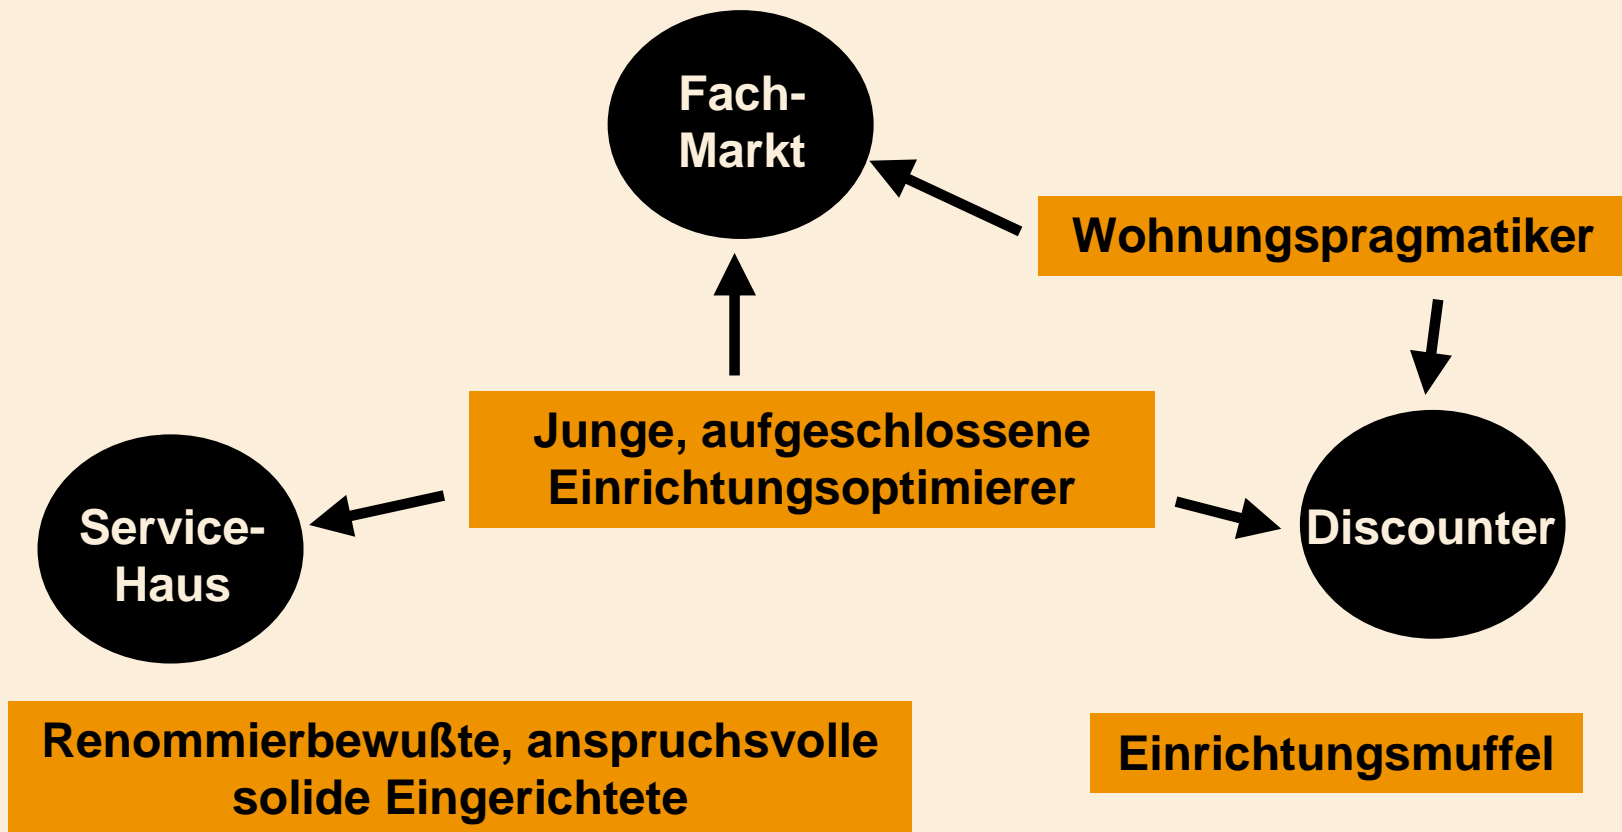 Fach-
Markt
Wohnungspragmatiker
Junge, aufgeschlossene
Einrichtungsoptimierer
Service-
Haus
Discounter
Renommierbewußte, anspruchsvolle
solide Eingerichtete
Einrichtungsmuffel